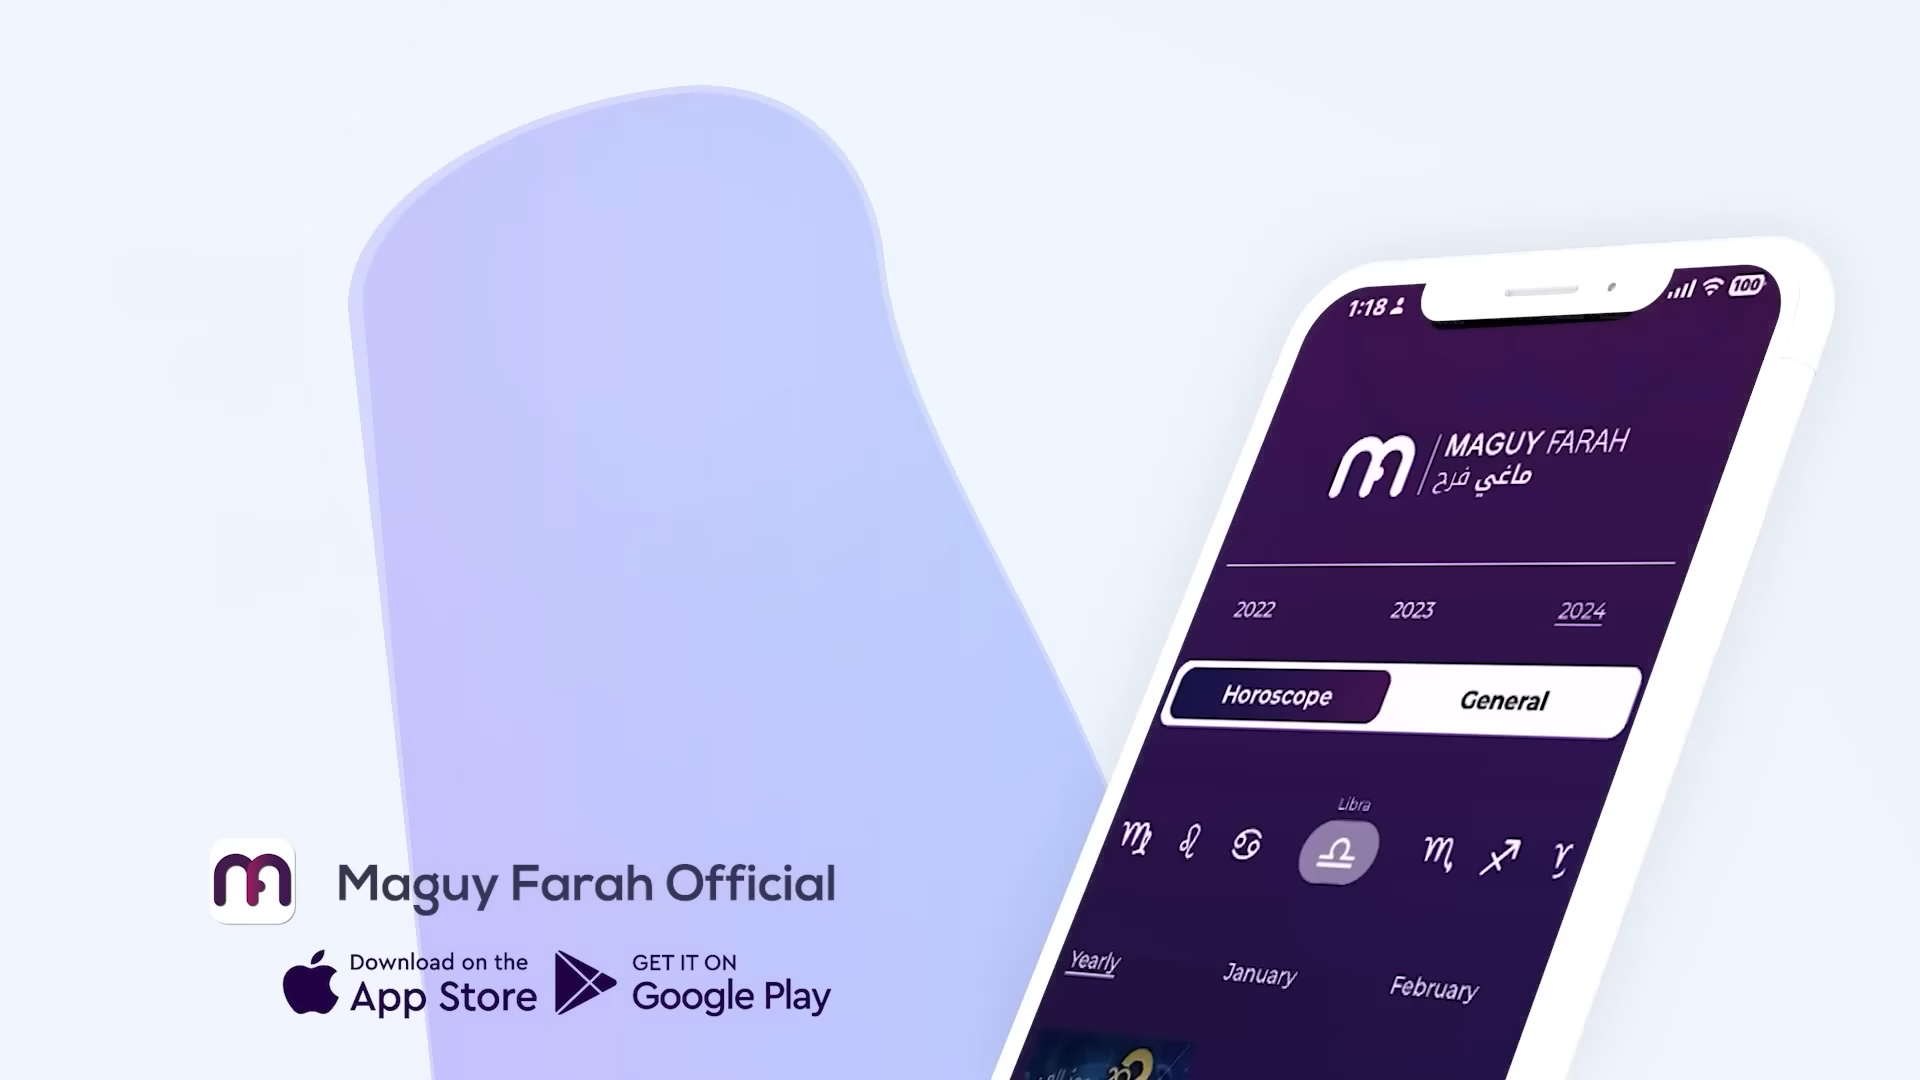 1:18
100
MAGUY FARAH
ماغي فرح
2022 2023 2024
Horoscope General
Libra
Yearly January February
Maguy Farah Official
Download on the
App Store
GET IT ON
Google Play